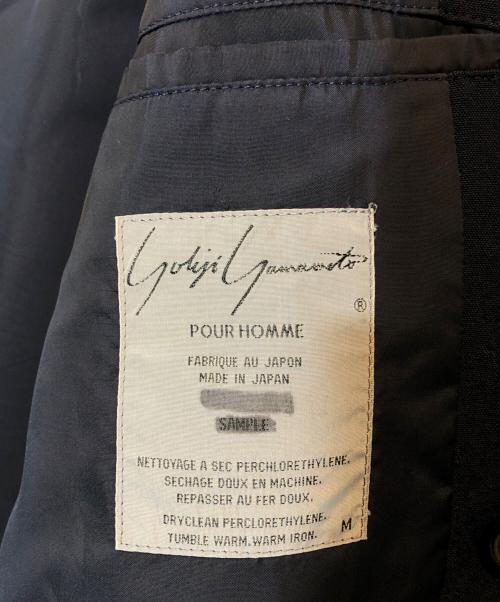 Yohji Yamamoto
®
POUR HOMME
FABRIQUE AU JAPON
MADE IN JAPAN
SAMPLE
NETTOYAGE A SEC PERCHLORETHYLENE.
SECHAGE DOUX EN MACHINE.
REPASSER AU FER DOUX.
DRYCLEAN PERCLORETHYLENE.
TUMBLE WARM.WARM IRON.
M